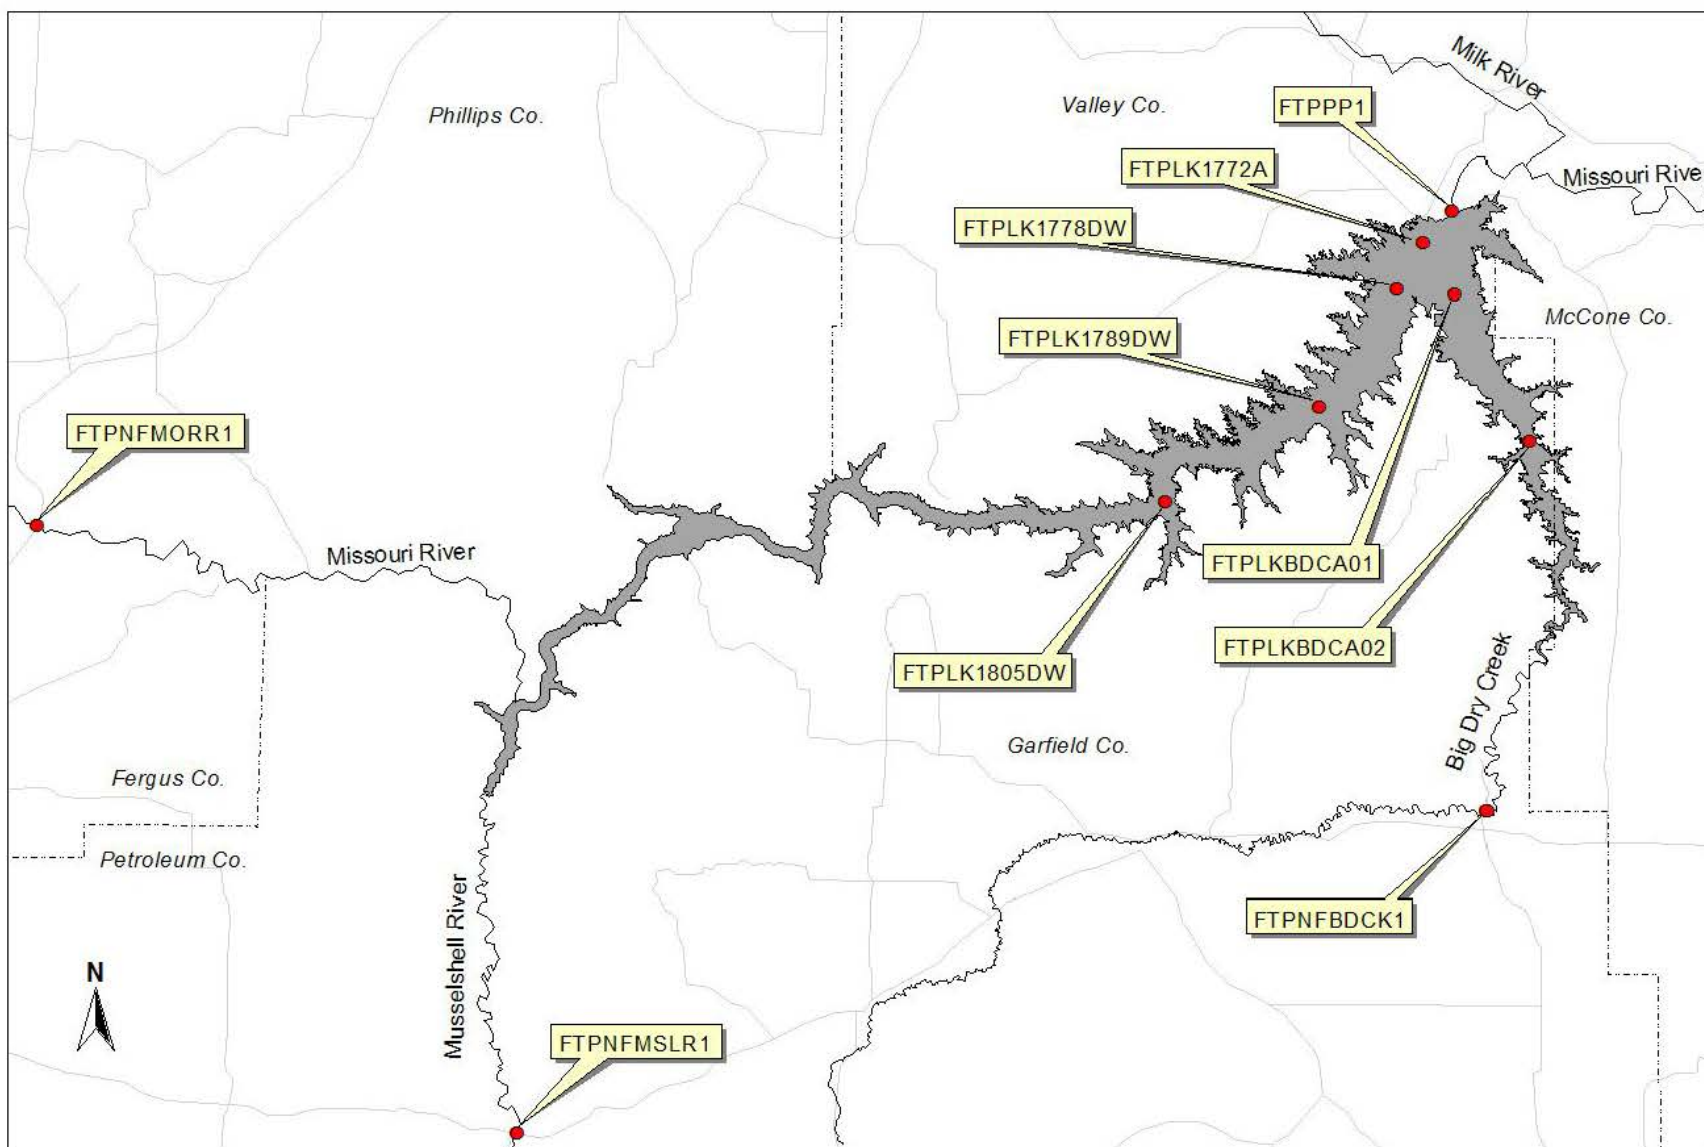 Milk River
Phillips Co.
Valley Co.
FTPPP1
FTPLK1772A
Missouri Rive
FTPLK1778DW
McCone Co.
FTPLK1789DW
FTPNFMORR1
Missouri River
FTPLKBDCA01
FTPLKBDCA02
FTPLK1805DW
Big Dry Creek
Garfield Co.
Fergus Co.
Petroleum Co.
FTPNFBDCK1
Musselshell River
N
FTPNFMSLR1